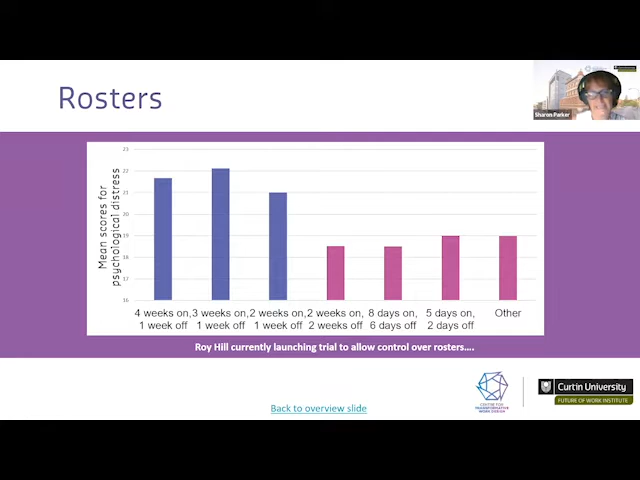 Rosters
Sharon Parker
Mean scores for
psychological distress
23
22
21
20
19
18
17
16
4 weeks on,
1 week off
3 weeks on,
1 week off
2 weeks on,
1 week off
2 weeks on,
2 weeks off
8 days on,
6 days off
5 days on,
2 days off
Other
Roy Hill currently launching trial to allow control over rosters....
Back to overview slide
CENTRE FOR
TRANSFORMATIVE
WORK DESIGN
Curtin University
FUTURE OF WORK INSTITUTE